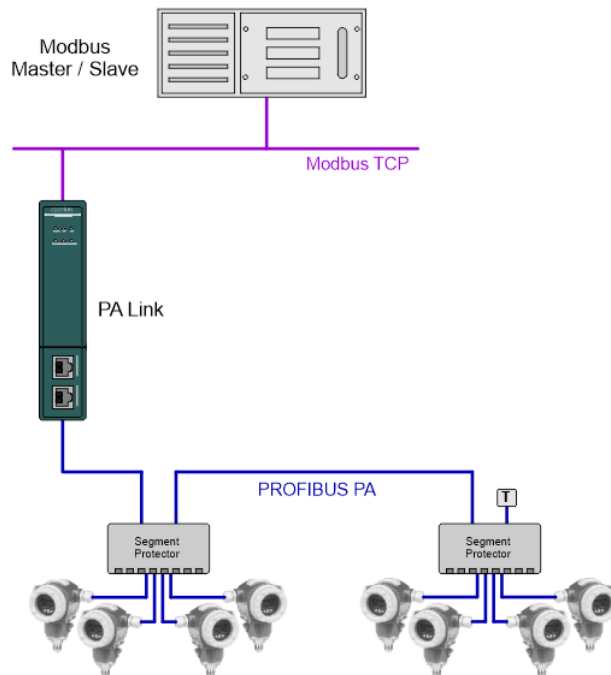 Modbus
Master / Slave
Modbus TCP
PA Link
PROFIBUS PA
T
Segment
Protector
Segment
Protector